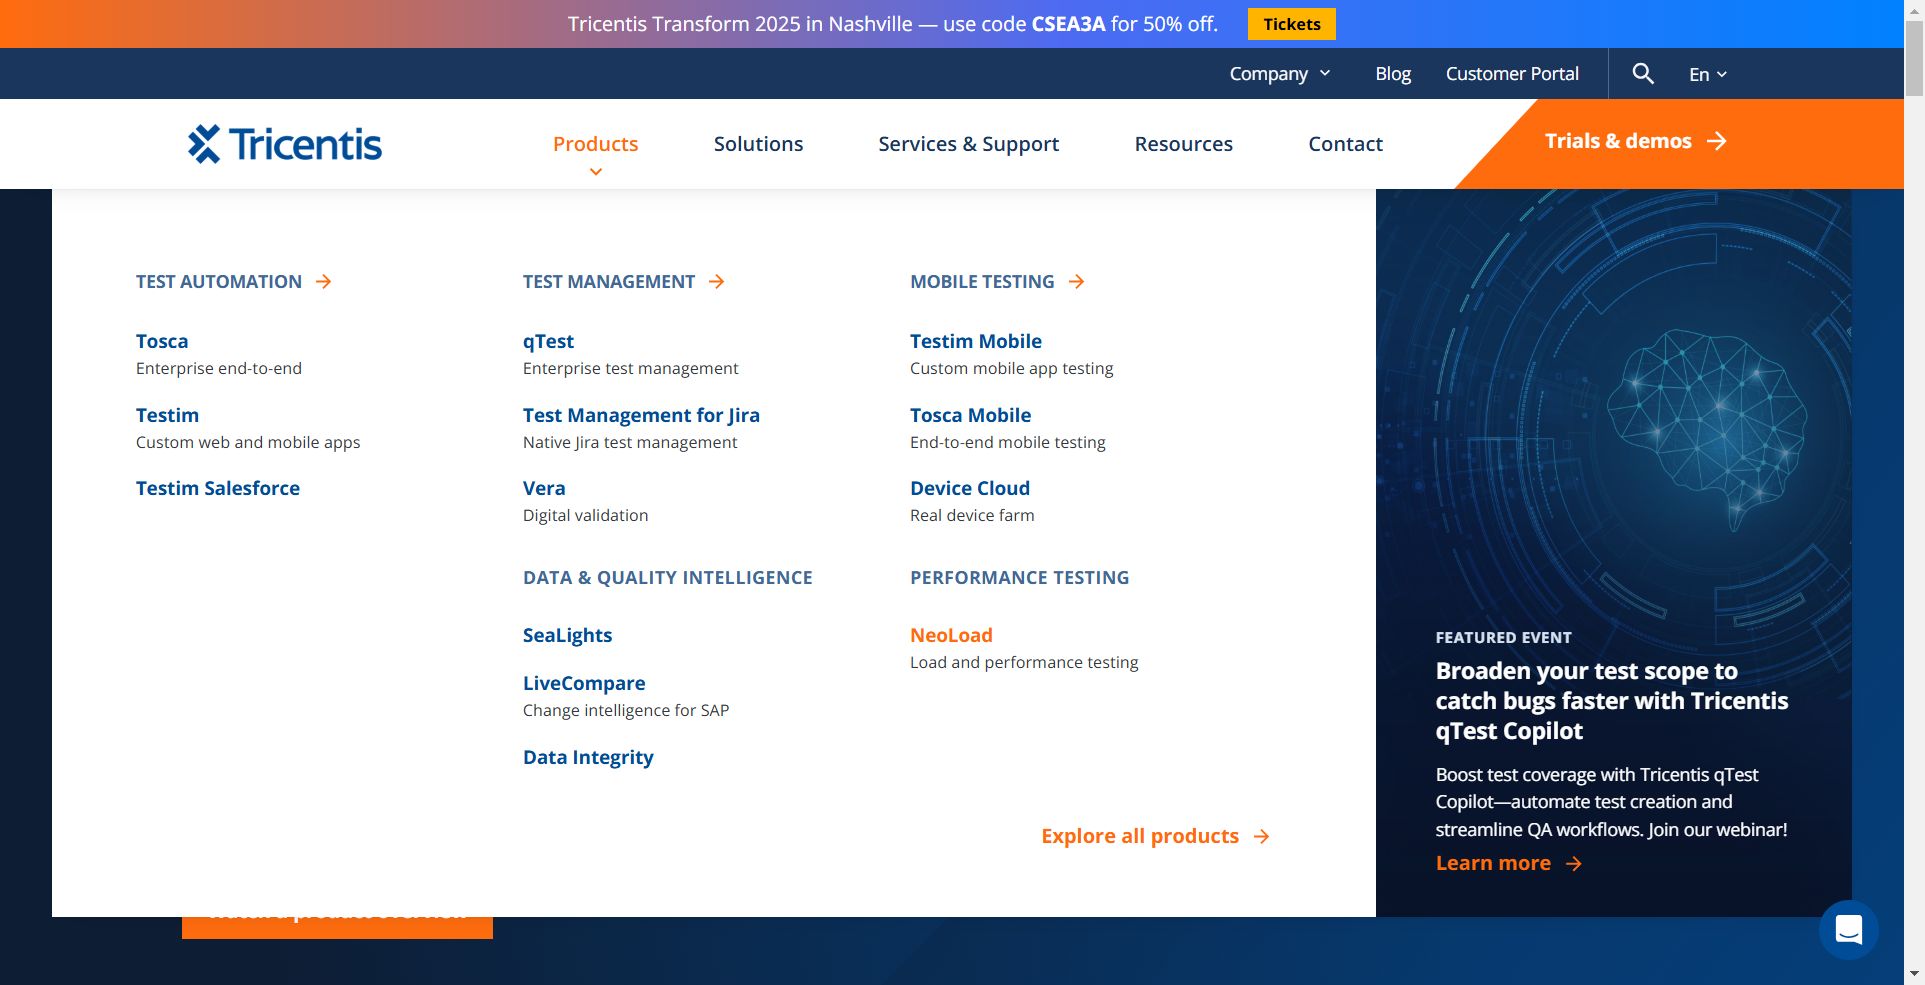 Tricentis Transform 2025 in Nashville — use code CSEA3A for 50% off.
Tickets
Company
Blog
Customer Portal
En
Tricentis
Products
Solutions
Services & Support
Resources
Contact
Trials & demos
TEST AUTOMATION
Tosca
Enterprise end-to-end
Testim
Custom web and mobile apps
Testim Salesforce
TEST MANAGEMENT
qTest
Enterprise test management
Test Management for Jira
Native Jira test management
Vera
Digital validation
DATA & QUALITY INTELLIGENCE
SeaLights
LiveCompare
Change intelligence for SAP
Data Integrity
MOBILE TESTING
Testim Mobile
Custom mobile app testing
Tosca Mobile
End-to-end mobile testing
Device Cloud
Real device farm
PERFORMANCE TESTING
NeoLoad
Load and performance testing
Explore all products
FEATURED EVENT
Broaden your test scope to
catch bugs faster with Tricentis
qTest Copilot
Boost test coverage with Tricentis qTest
Copilot—automate test creation and
streamline QA workflows. Join our webinar!
Learn more